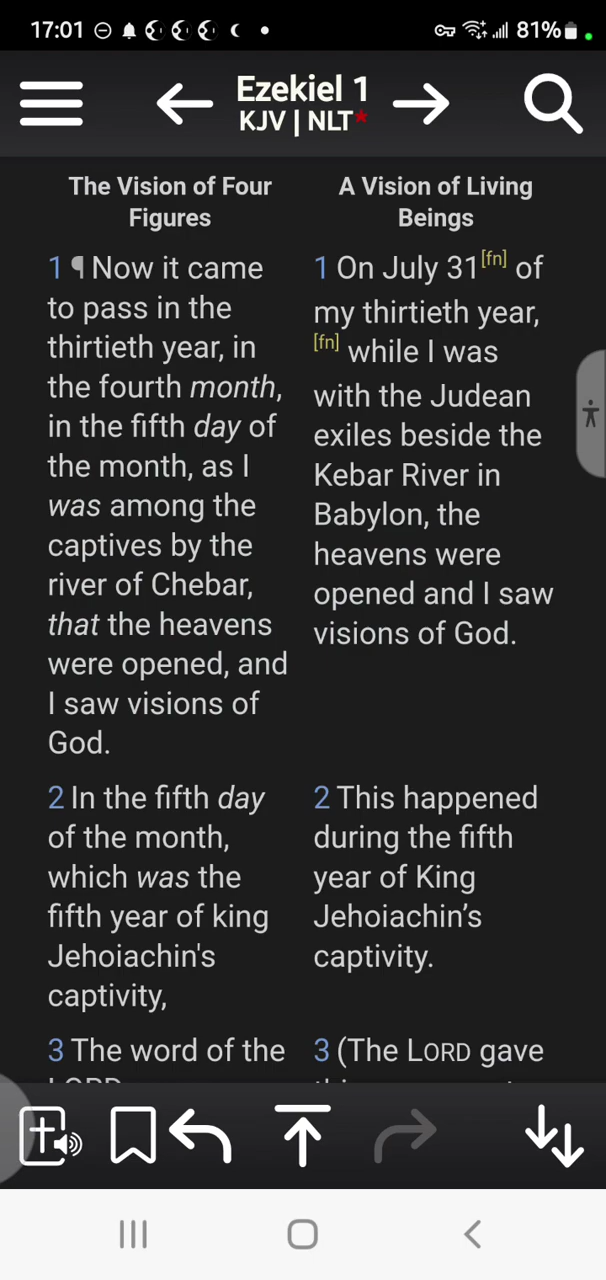 17:01
81%
Ezekiel 1
KJV | NLT*
The Vision of Four
Figures
1 ¶ Now it came
to pass in the
thirtieth year, in
the fourth month,
in the fifth day of
the month, as I
was among the
captives by the
river of Chebar,
that the heavens
were opened, and
I saw visions of
God.
2 In the fifth day
of the month,
which was the
fifth year of king
Jehoiachin's
captivity,
3 The word of the
A Vision of Living
Beings
1 On July 31[fn] of
my thirtieth year,
[fn] while I was
with the Judean
exiles beside the
Kebar River in
Babylon, the
heavens were
opened and I saw
visions of God.
2 This happened
during the fifth
year of King
Jehoiachin’s
captivity.
3 (The LORD gave